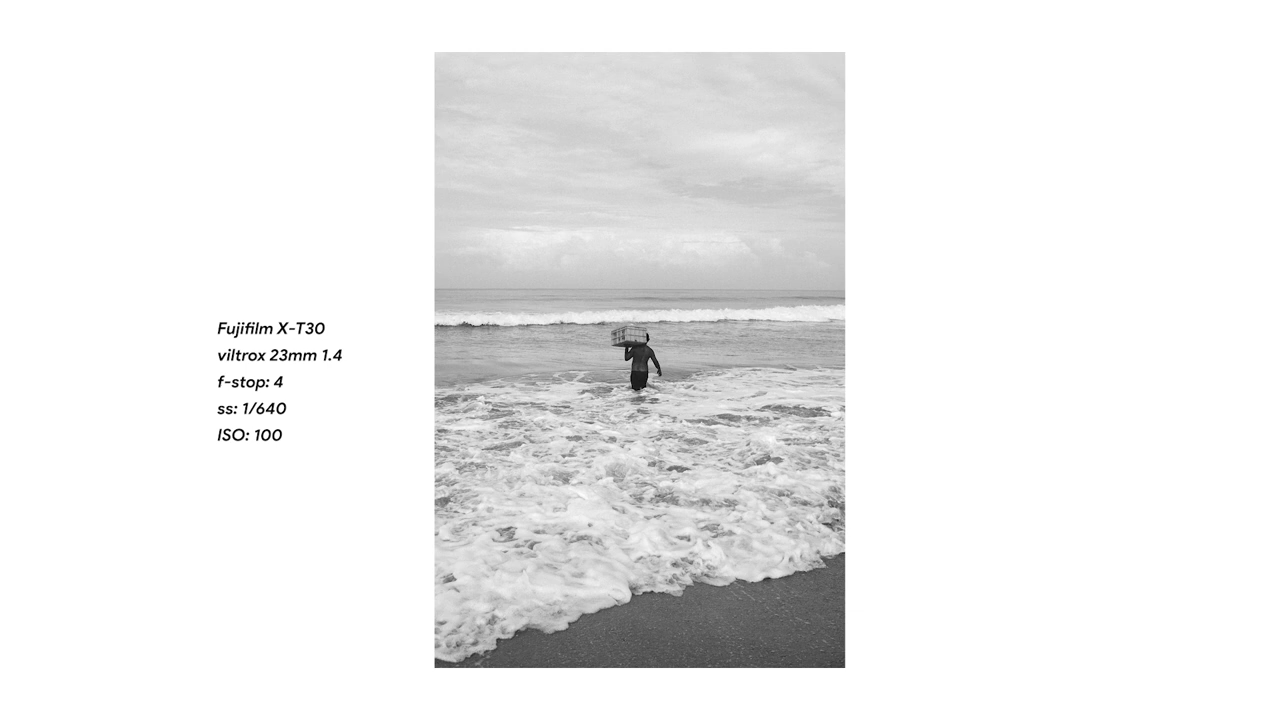 Fujifilm X-T30
viltrox 23mm 1.4
f-stop: 4
ss: 1/640
ISO: 100